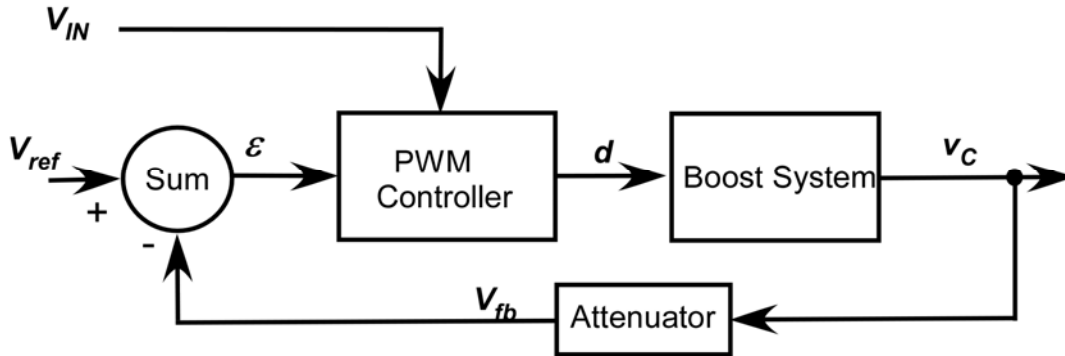 V_IN
V_ref
+
-
Sum
ε
PWM
Controller
d
Boost System
v_C
V_fb
Attenuator